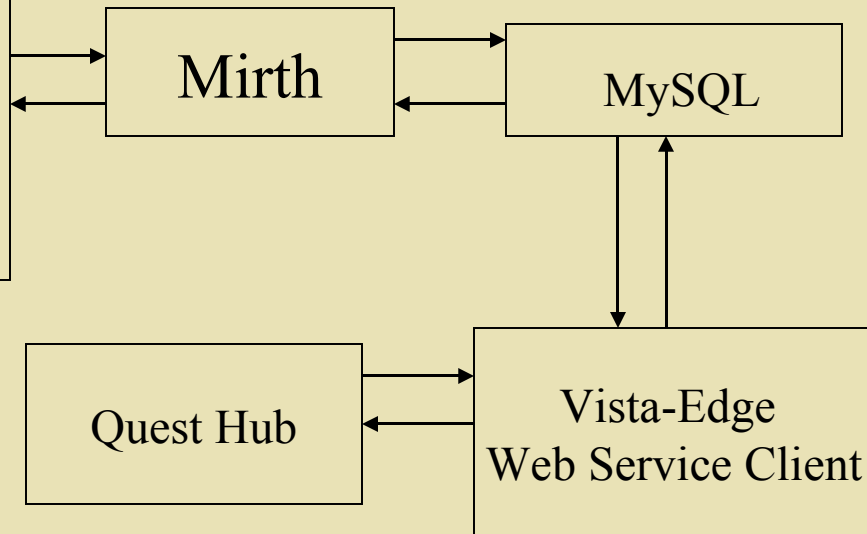 Mirth
MySQL
Quest Hub
Vista-Edge
Web Service Client